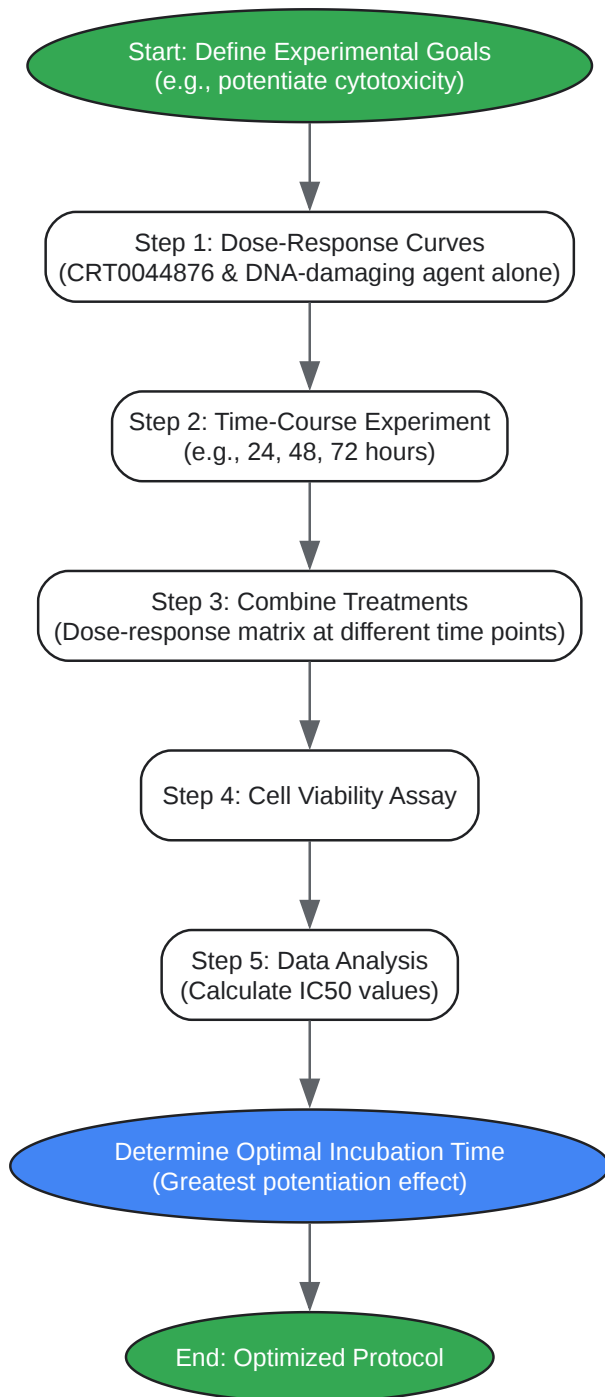 Start: Define Experimental Goals
(e.g., potentiate cytotoxicity)
Step 1: Dose-Response Curves
(CRT0044876 & DNA-damaging agent alone)
Step 2: Time-Course Experiment
(e.g., 24, 48, 72 hours)
Step 3: Combine Treatments
(Dose-response matrix at different time points)
Step 4: Cell Viability Assay
Step 5: Data Analysis
(Calculate IC50 values)
Determine Optimal Incubation Time
(Greatest potentiation effect)
End: Optimized Protocol